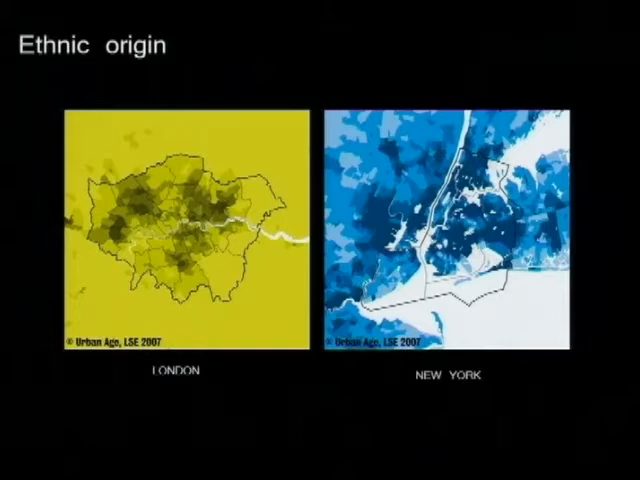 Ethnic origin
© Urban Age, LSE 2007
© Urban Age, LSE 2007
LONDON
NEW YORK